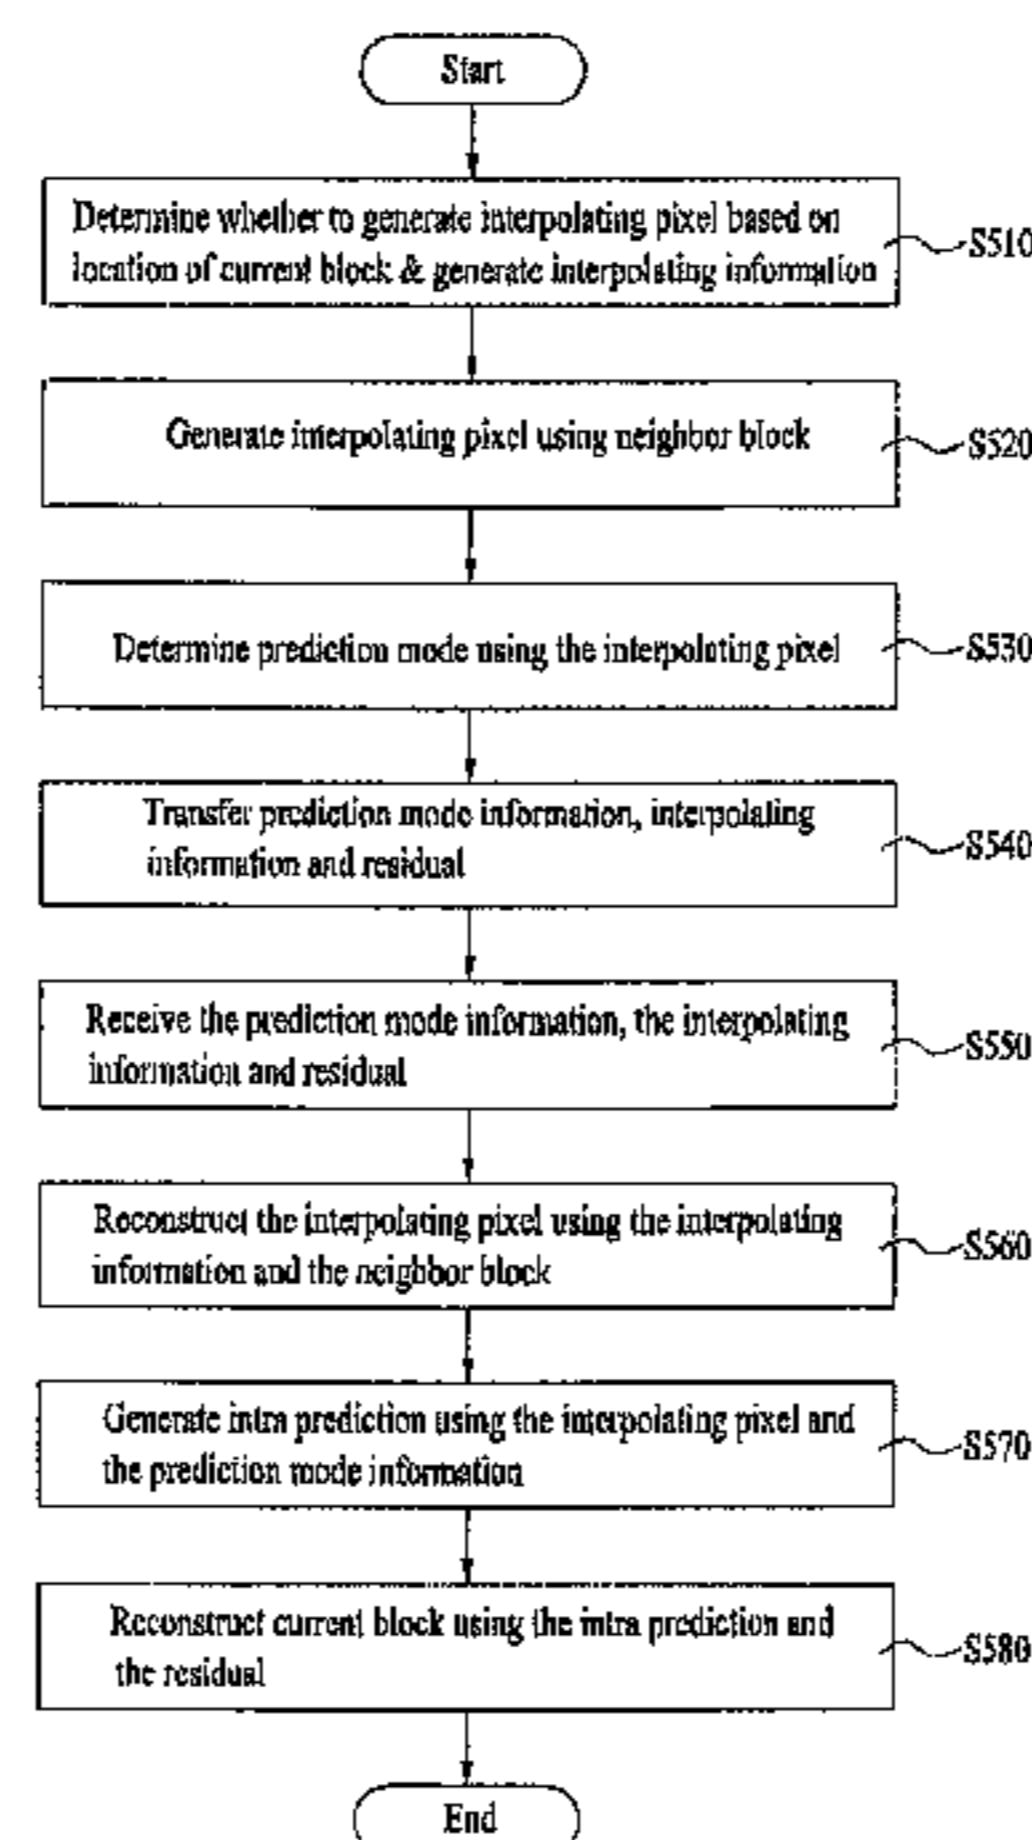 Start
Determine whether to generate interpolating pixel based on
location of current block & generate interpolating information
S510
Generate interpolating pixel using neighbor block
S520
Determine prediction mode using the interpolating pixel
S530
Transfer prediction mode information, interpolating
information and residual
S540
Receive the prediction mode information, the interpolating
information and residual
S550
Reconstruct the interpolating pixel using the interpolating
information and the neighbor block
S560
Generate intra prediction using the interpolating pixel and
the prediction mode information
S570
Reconstruct current block using the intra prediction and
the residual
S580
End